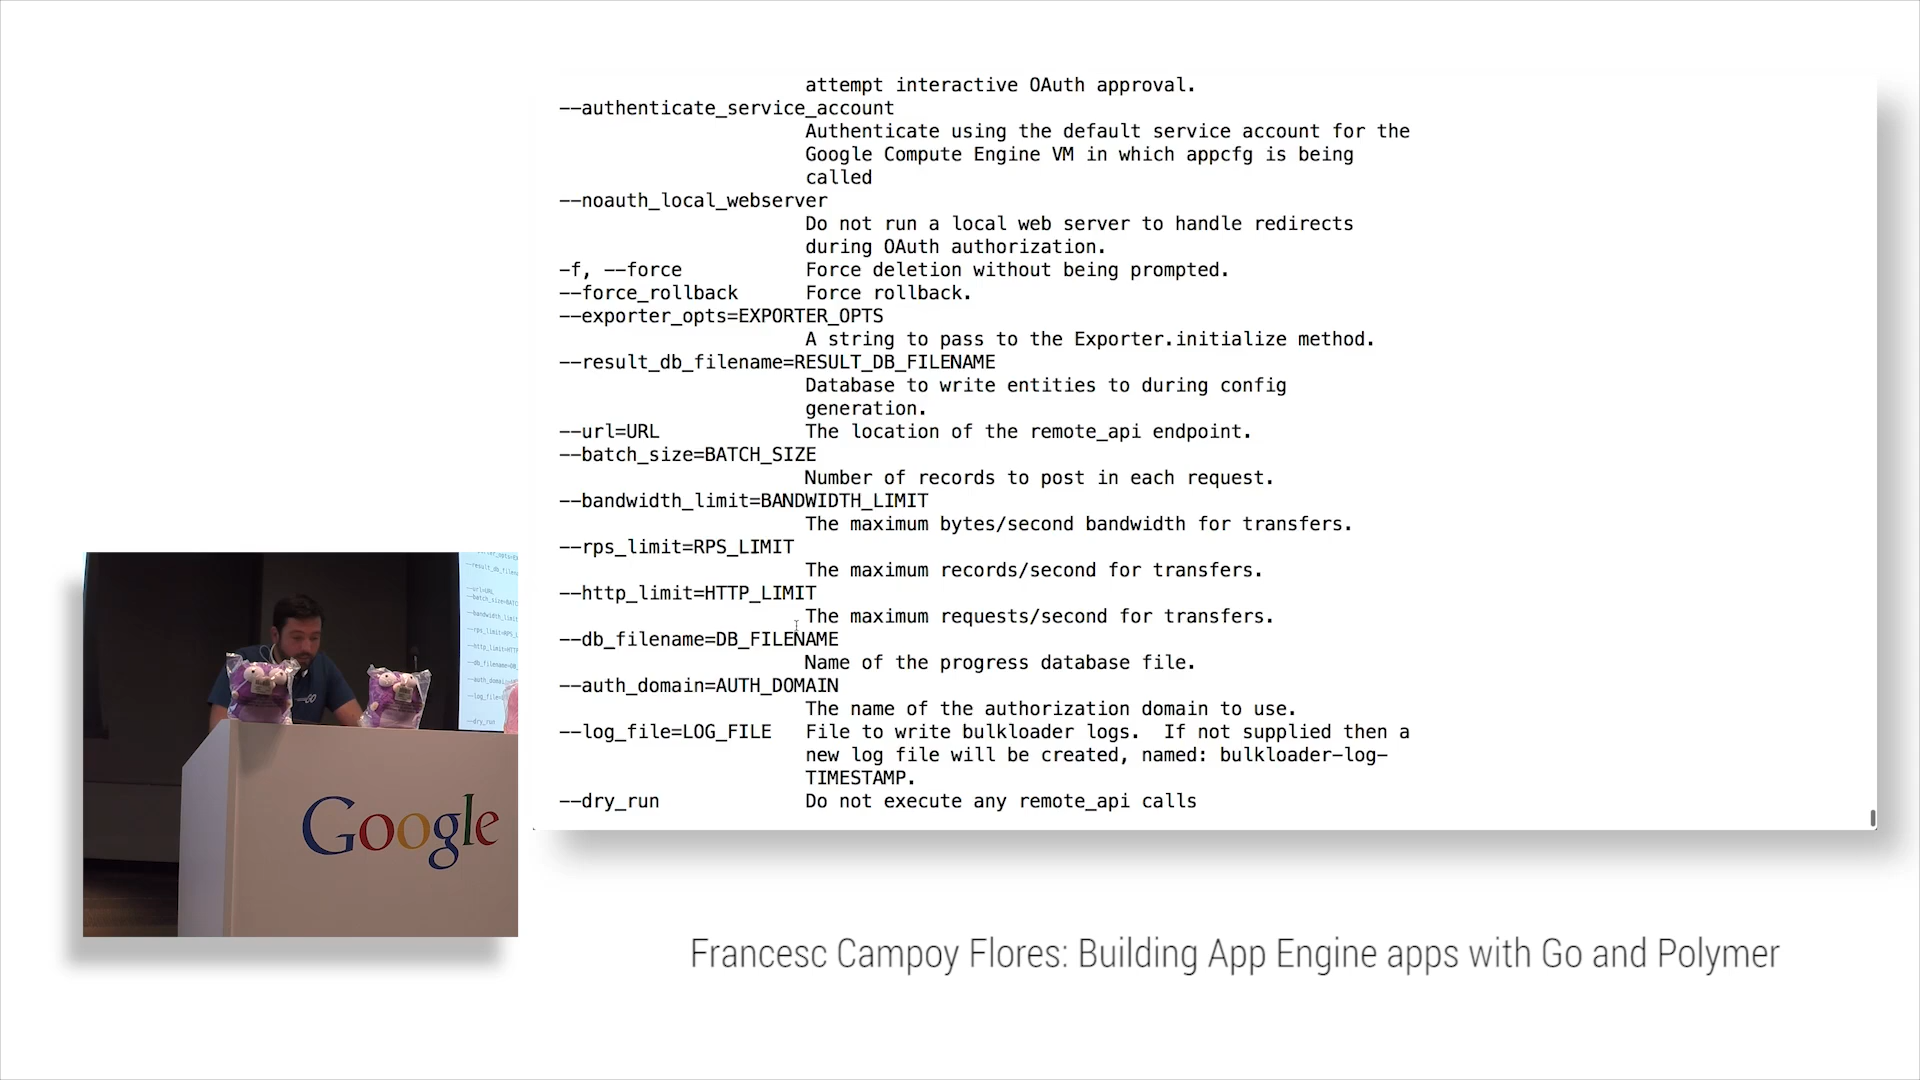 attempt interactive OAuth approval.
--authenticate_service_account
Authenticate using the default service account for the
Google Compute Engine VM in which appcfg is being
called
--noauth_local_webserver
Do not run a local web server to handle redirects
during OAuth authorization.
-f, --force Force deletion without being prompted.
--force_rollback Force rollback.
--exporter_opts=EXPORTER_OPTS
A string to pass to the Exporter.initialize method.
--result_db_filename=RESULT_DB_FILENAME
Database to write entities to during config
generation.
--url=URL The location of the remote_api endpoint.
--batch_size=BATCH_SIZE
Number of records to post in each request.
--bandwidth_limit=BANDWIDTH_LIMIT
The maximum bytes/second bandwidth for transfers.
--rps_limit=RPS_LIMIT
The maximum records/second for transfers.
--http_limit=HTTP_LIMIT
The maximum requests/second for transfers.
--db_filename=DB_FILENAME
Name of the progress database file.
--auth_domain=AUTH_DOMAIN
The name of the authorization domain to use.
--log_file=LOG_FILE File to write bulkloader logs. If not supplied then a
new log file will be created, named: bulkloader-log-
TIMESTAMP.
--dry_run Do not execute any remote_api calls
Google
Francesc Campoy Flores: Building App Engine apps with Go and Polymer